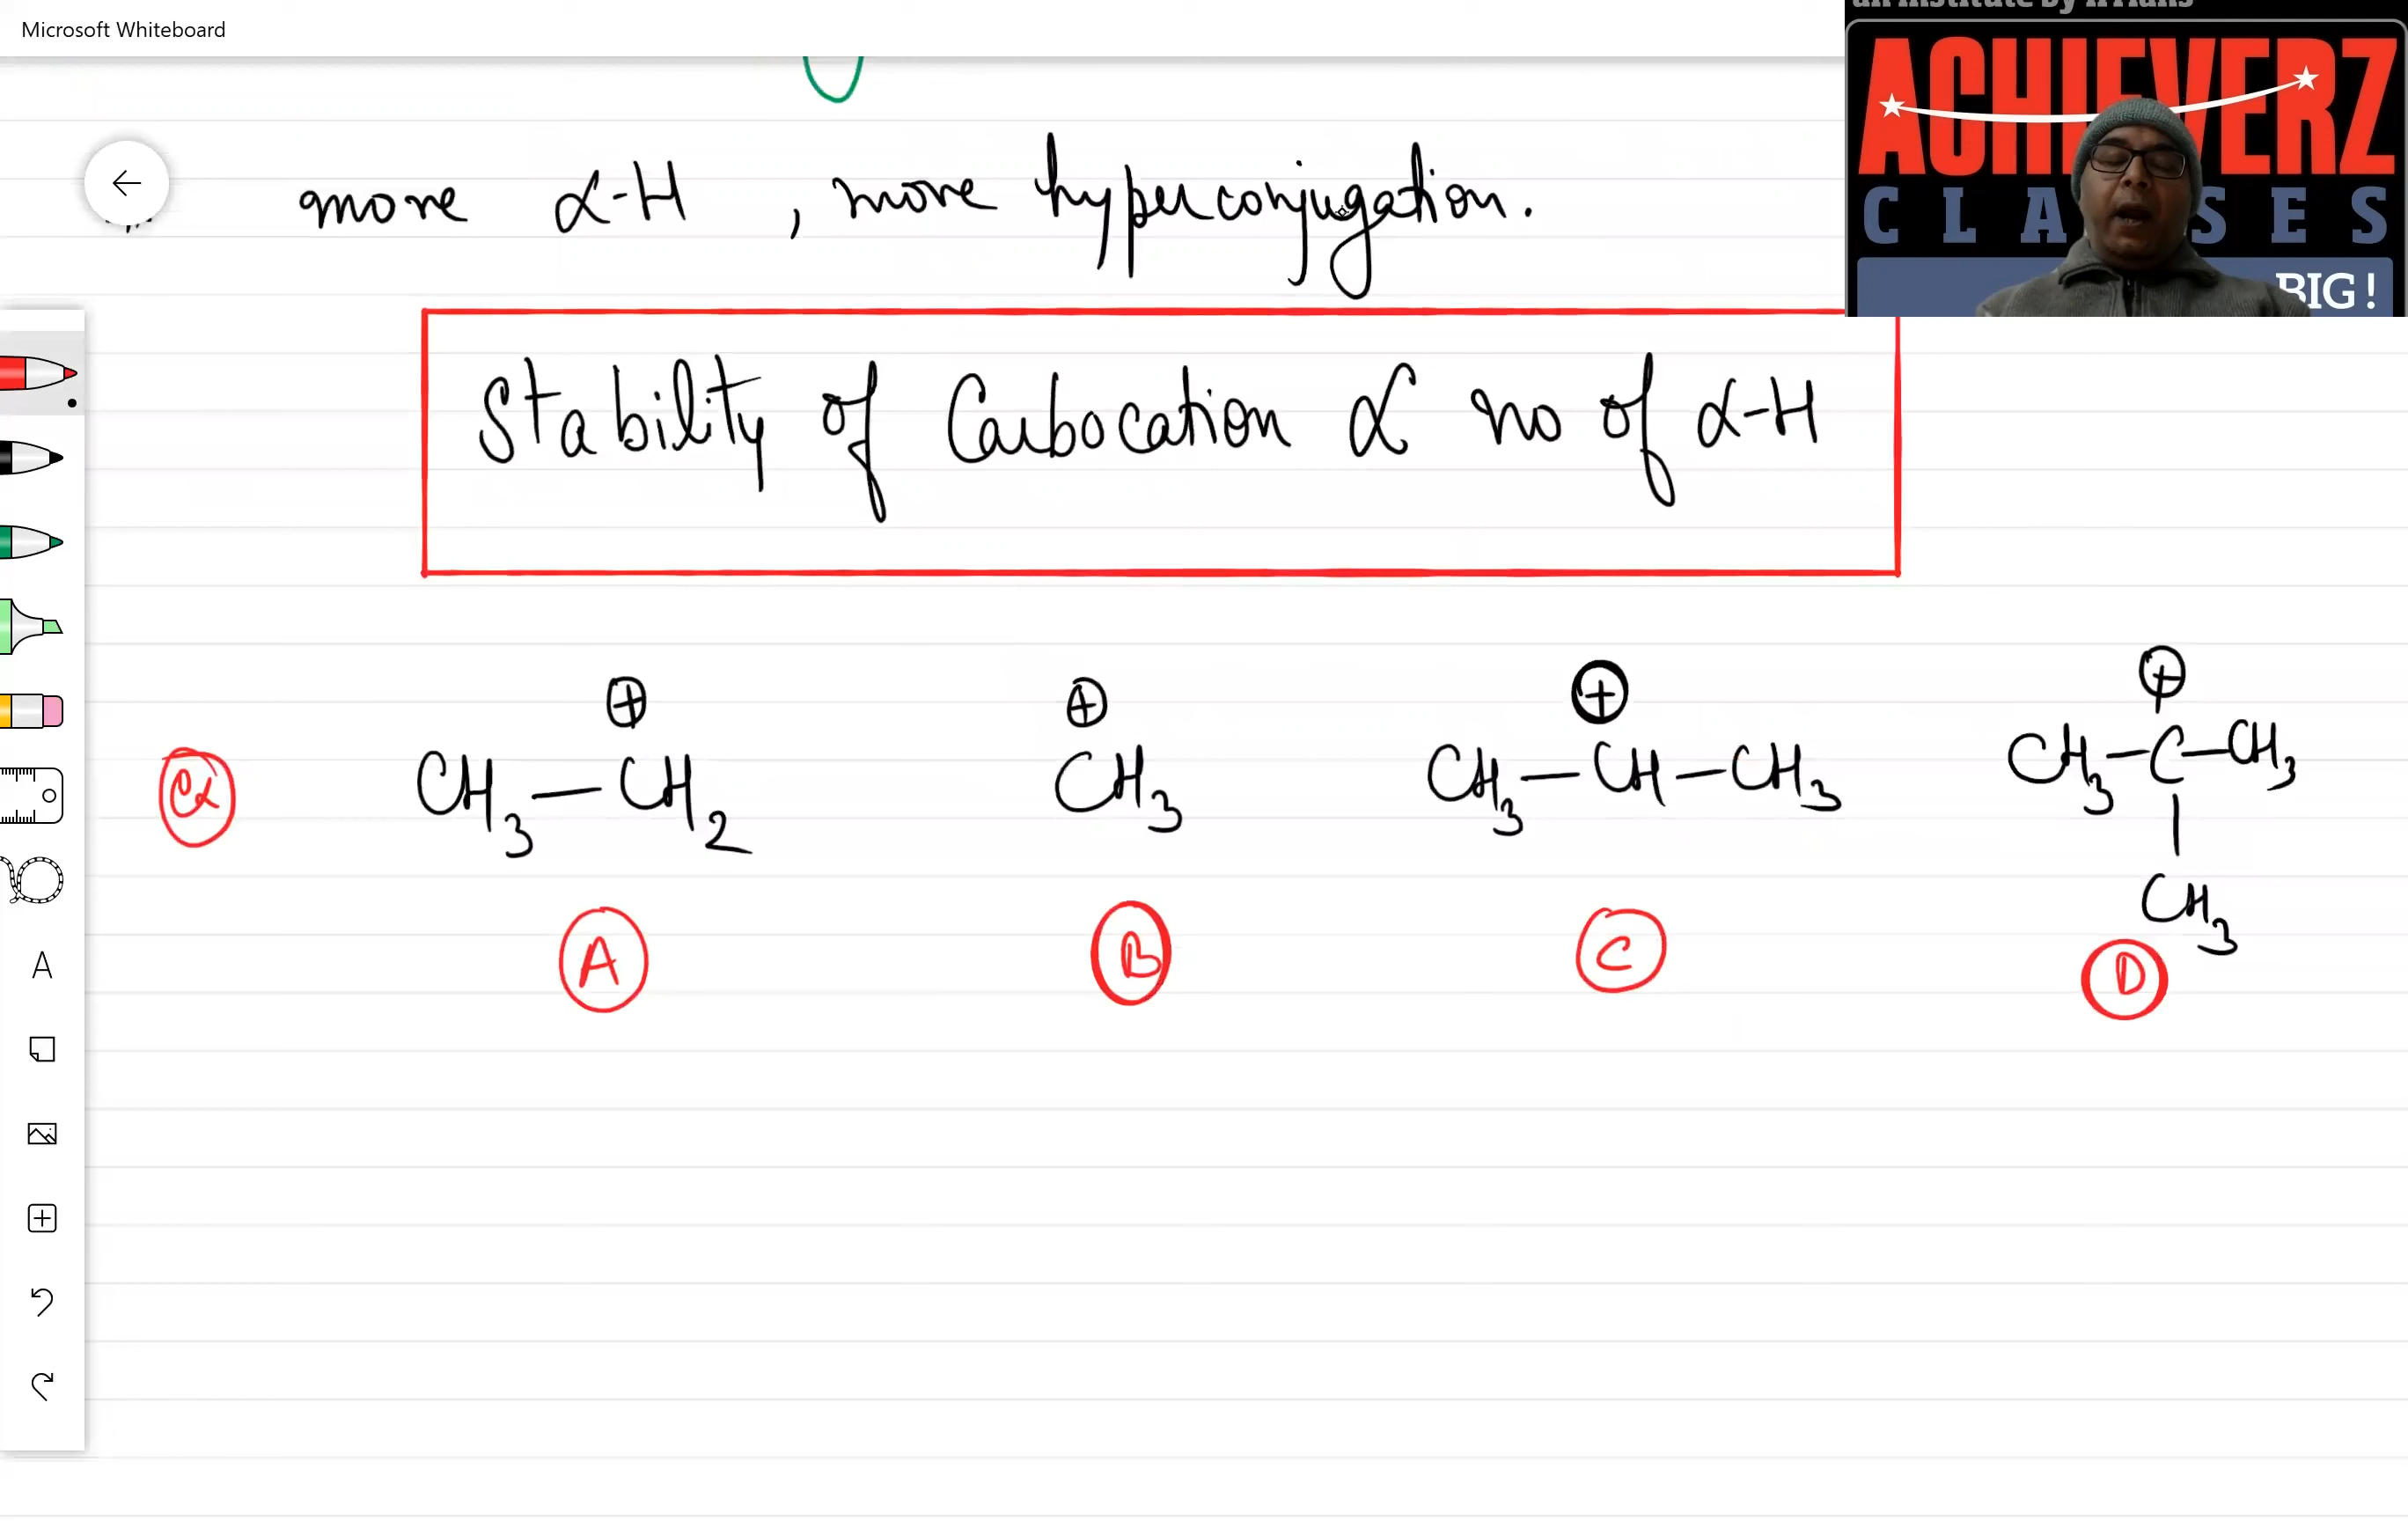 Microsoft Whiteboard
ACHIEVERZ
CLASSES
BIG!
more α-H , more hyperconjugation.
Stability of Carbocation α no of α-H
⊕ ⊕ ⊕ ⊕
Ex CH3—CH2 CH3 CH3—CH—CH3 CH3—C—CH3
CH3
A B C D
A